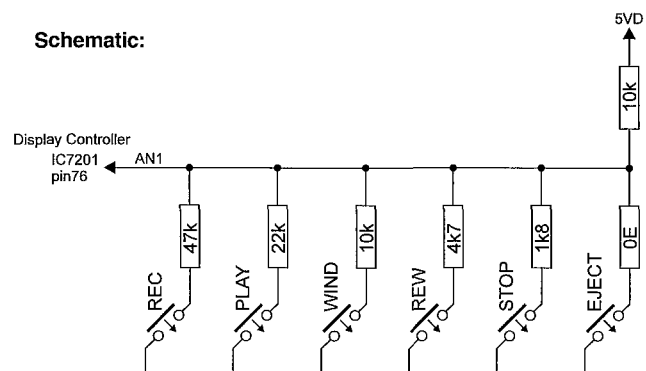 5VD
Schematic:
10k
Display Controller
IC7201 AN1
pin76
47k 22k 10k 4k7 1k8 0E
REC PLAY WIND REW STOP EJECT